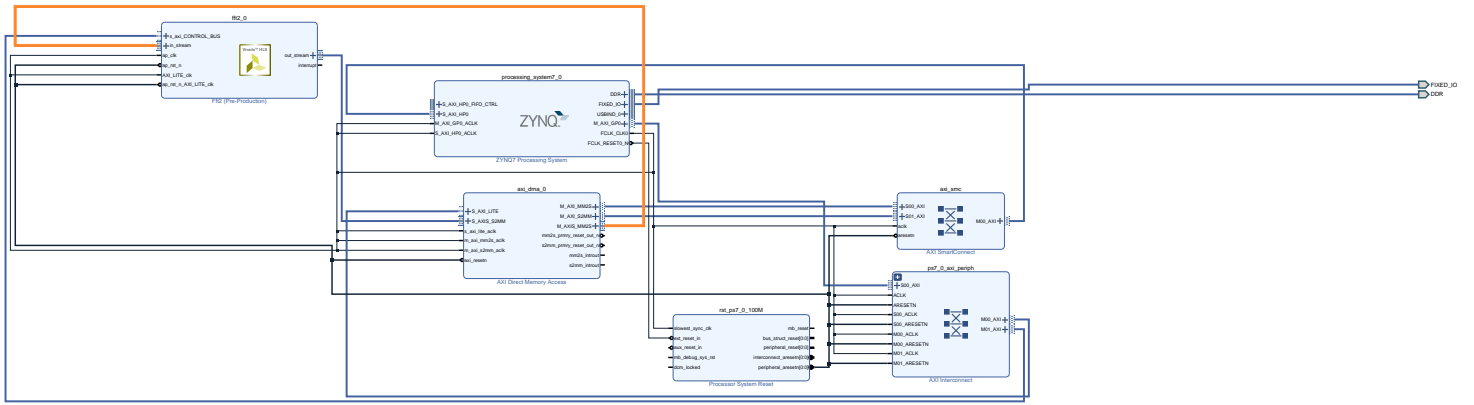 fft2_0
s_axi_CONTROL_BUS
in_stream
ap_clk
ap_rst_n
AXI_LITE_clk
ap_rst_n_AXI_LITE_clk
Vivado™ HLS
out_stream
interrupt
Fft2 (Pre-Production)
processing_system7_0
S_AXI_HP0_FIFO_CTRL
S_AXI_HP0
M_AXI_GP0_ACLK
S_AXI_HP0_ACLK
ZYNQ
DDR
FIXED_IO
USBIND_0
M_AXI_GP0
FCLK_CLK0
FCLK_RESET0_N
ZYNQ7 Processing System
FIXED_IO
DDR
axi_dma_0
S_AXI_LITE
S_AXIS_S2MM
s_axi_lite_aclk
m_axi_mm2s_aclk
m_axi_s2mm_aclk
axi_resetn
M_AXI_MM2S
M_AXI_S2MM
M_AXIS_MM2S
mm2s_prmry_reset_out_n
s2mm_prmry_reset_out_n
mm2s_introut
s2mm_introut
AXI Direct Memory Access
axi_smc
S00_AXI
S01_AXI
aclk
aresetn
M00_AXI
AXI SmartConnect
ps7_0_axi_periph
S00_AXI
ACLK
ARESETN
S00_ACLK
S00_ARESETN
M00_ACLK
M00_ARESETN
M01_ACLK
M01_ARESETN
M00_AXI
M01_AXI
AXI Interconnect
rst_ps7_0_100M
slowest_sync_clk
ext_reset_in
aux_reset_in
mb_debug_sys_rst
dcm_locked
mb_reset
bus_struct_reset[0:0]
peripheral_reset[0:0]
interconnect_aresetn[0:0]
peripheral_aresetn[0:0]
Processor System Reset